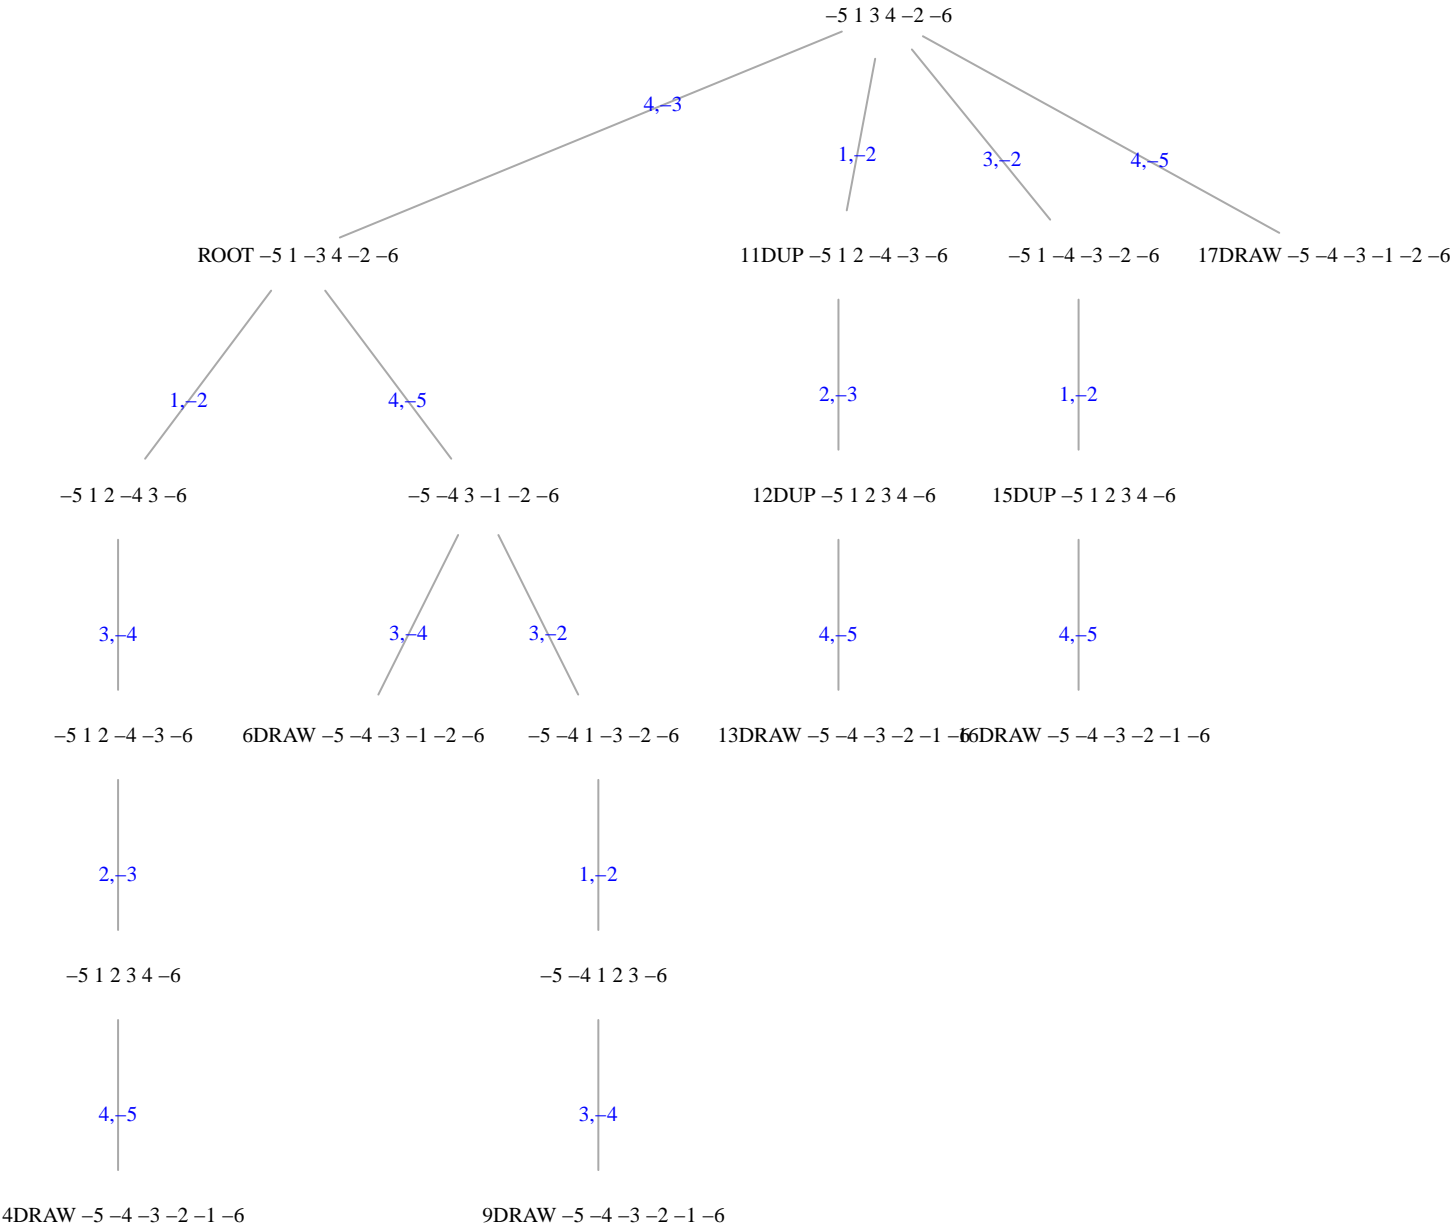 –5 1 3 4 –2 –6
4,–3
1,–2
3,–2
4,–5
ROOT –5 1 –3 4 –2 –6
11DUP –5 1 2 –4 –3 –6
–5 1 –4 –3 –2 –6
17DRAW –5 –4 –3 –1 –2 –6
1,–2
4,–5
2,–3
1,–2
–5 1 2 –4 3 –6
–5 –4 3 –1 –2 –6
12DUP –5 1 2 3 4 –6
15DUP –5 1 2 3 4 –6
3,–4
3,–4
3,–2
4,–5
4,–5
–5 1 2 –4 –3 –6
6DRAW –5 –4 –3 –1 –2 –6
–5 –4 1 –3 –2 –6
13DRAW –5 –4 –3 –2 –1 –6
16DRAW –5 –4 –3 –2 –1 –6
2,–3
1,–2
–5 1 2 3 4 –6
–5 –4 1 2 3 –6
4,–5
3,–4
4DRAW –5 –4 –3 –2 –1 –6
9DRAW –5 –4 –3 –2 –1 –6